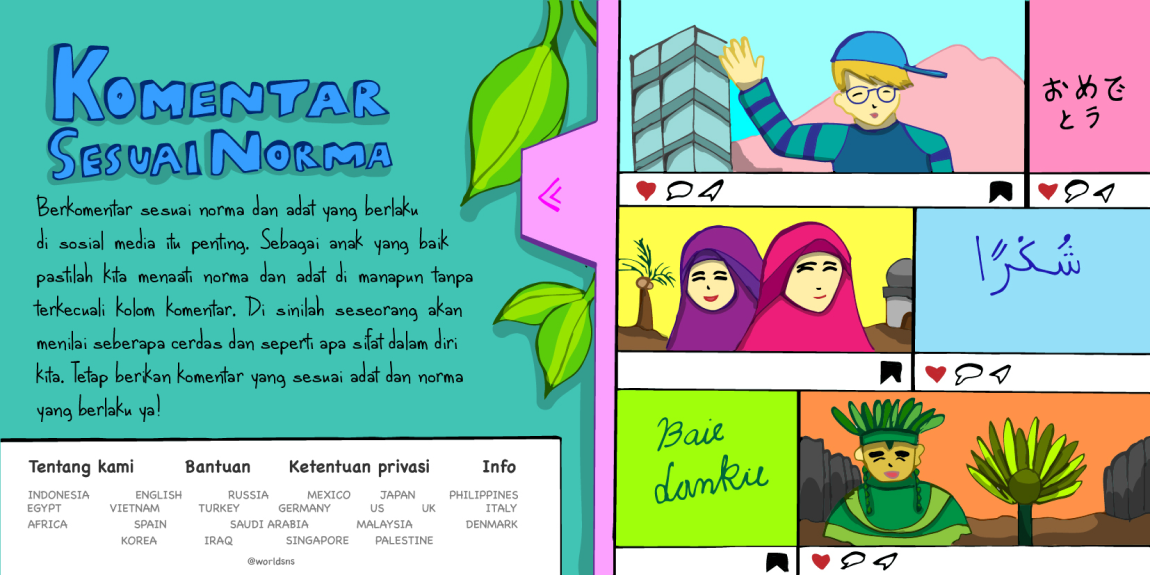 KOMENTAR
SESUAI NORMA
Berkomentar sesuai norma dan adat yang berlaku
di sosial media itu penting. Sebagai anak yang baik
pastilah kita menaati norma dan adat di manapun tanpa
terkecuali kolom komentar. Di sinilah seseorang akan
menilai seberapa cerdas dan seperti apa sifat dalam diri
kita. Tetap berikan komentar yang sesuai adat dan norma
yang berlaku ya!
Tentang kami Bantuan Ketentuan privasi Info
INDONESIA ENGLISH RUSSIA MEXICO JAPAN PHILIPPINES
EGYPT VIETNAM TURKEY GERMANY US UK ITALY
AFRICA SPAIN SAUDI ARABIA MALAYSIA DENMARK
KOREA IRAQ SINGAPORE PALESTINE
@worldsns
おめで
とう
شُكْرًا
Baie
dankie